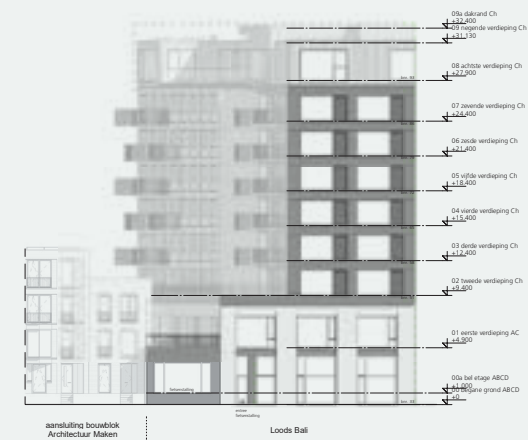 09a dakrand Ch
+32.400
09 negende verdieping Ch
+31.130
08 achtste verdieping Ch
+27.900
07 zevende verdieping Ch
+24.400
06 zesde verdieping Ch
+21.400
05 vijfde verdieping Ch
+18.400
04 vierde verdieping Ch
+15.400
03 derde verdieping Ch
+12.400
02 tweede verdieping Ch
+9.400
01 eerste verdieping AC
+4.900
00a bel etage ABCD
+1.000
00 begane grond ABCD
+0
fietsenstalling
entree
fietsenstalling
aansluiting bouwblok
Architectuur Maken
Loods Bali